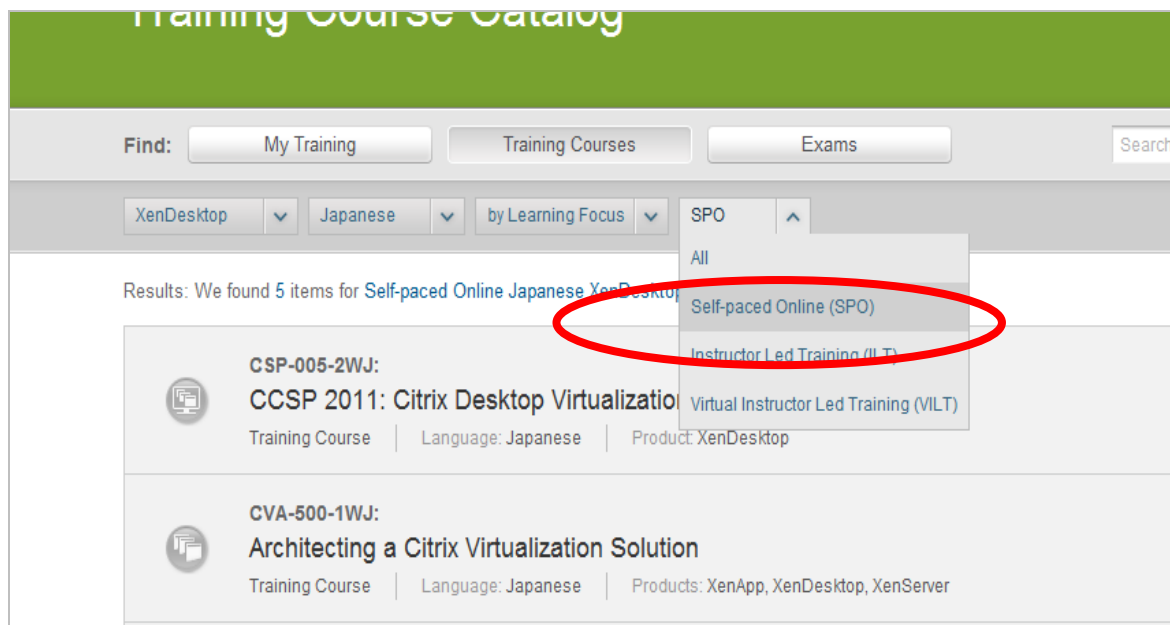 Training Course Catalog
Find: My Training Training Courses Exams Search
XenDesktop Japanese by Learning Focus SPO
All
Results: We found 5 items for Self-paced Online Japanese XenDesktop
Self-paced Online (SPO)
Instructor Led Training (ILT)
Virtual Instructor Led Training (VILT)
CSP-005-2WJ:
CCSP 2011: Citrix Desktop Virtualization
Training Course Language: Japanese Product: XenDesktop
CVA-500-1WJ:
Architecting a Citrix Virtualization Solution
Training Course Language: Japanese Products: XenApp, XenDesktop, XenServer